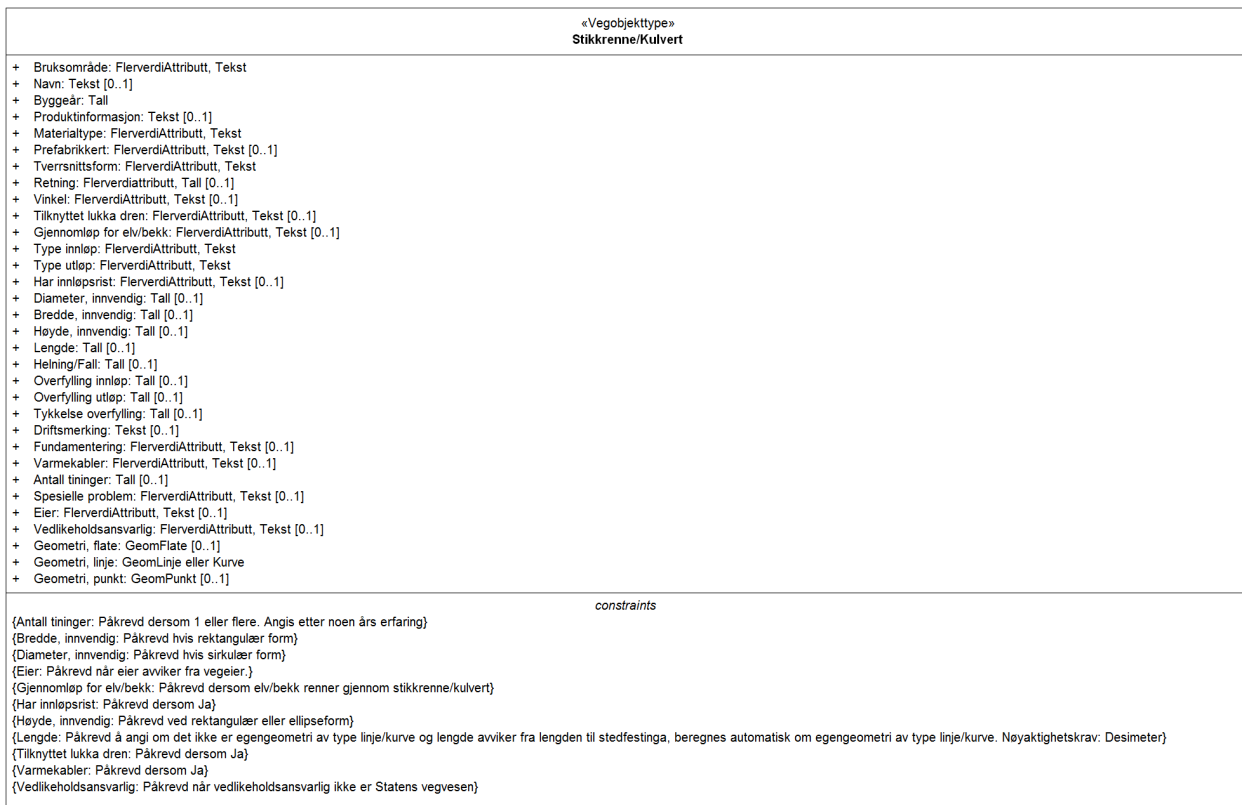 «Vegobjekttype»
Stikkrenne/Kulvert
+ Bruksområde: FlerverdiAttributt, Tekst
+ Navn: Tekst [0..1]
+ Byggeår: Tall
+ Produktinformasjon: Tekst [0..1]
+ Materialtype: FlerverdiAttributt, Tekst
+ Prefabrikkert: FlerverdiAttributt, Tekst [0..1]
+ Tverrsnittsform: FlerverdiAttributt, Tekst
+ Retning: Flerverdiattributt, Tall [0..1]
+ Vinkel: FlerverdiAttributt, Tekst [0..1]
+ Tilknyttet lukka dren: FlerverdiAttributt, Tekst [0..1]
+ Gjennomløp for elv/bekk: FlerverdiAttributt, Tekst [0..1]
+ Type innløp: FlerverdiAttributt, Tekst
+ Type utløp: FlerverdiAttributt, Tekst
+ Har innløpsrist: FlerverdiAttributt, Tekst [0..1]
+ Diameter, innvendig: Tall [0..1]
+ Bredde, innvendig: Tall [0..1]
+ Høyde, innvendig: Tall [0..1]
+ Lengde: Tall [0..1]
+ Helning/Fall: Tall [0..1]
+ Overfylling innløp: Tall [0..1]
+ Overfylling utløp: Tall [0..1]
+ Tykkelse overfylling: Tall [0..1]
+ Driftsmerking: Tekst [0..1]
+ Fundamentering: FlerverdiAttributt, Tekst [0..1]
+ Varmekabler: FlerverdiAttributt, Tekst [0..1]
+ Antall tininger: Tall [0..1]
+ Spesielle problem: FlerverdiAttributt, Tekst [0..1]
+ Eier: FlerverdiAttributt, Tekst [0..1]
+ Vedlikeholdsansvarlig: FlerverdiAttributt, Tekst [0..1]
+ Geometri, flate: GeomFlate [0..1]
+ Geometri, linje: GeomLinje eller Kurve
+ Geometri, punkt: GeomPunkt [0..1]
constraints
{Antall tininger: Påkrevd dersom 1 eller flere. Angis etter noen års erfaring}
{Bredde, innvendig: Påkrevd hvis rektangulær form}
{Diameter, innvendig: Påkrevd hvis sirkulær form}
{Eier: Påkrevd når eier avviker fra vegeier.}
{Gjennomløp for elv/bekk: Påkrevd dersom elv/bekk renner gjennom stikkrenne/kulvert}
{Har innløpsrist: Påkrevd dersom Ja}
{Høyde, innvendig: Påkrevd ved rektangulær eller ellipseform}
{Lengde: Påkrevd å angi om det ikke er egengeometri av type linje/kurve og lengde avviker fra lengden til stedfestinga, beregnes automatisk om egengeometri av type linje/kurve. Nøyaktighetskrav: Desimeter}
{Tilknyttet lukka dren: Påkrevd dersom Ja}
{Varmekabler: Påkrevd dersom Ja}
{Vedlikeholdsansvarlig: Påkrevd når vedlikeholdsansvarlig ikke er Statens vegvesen}